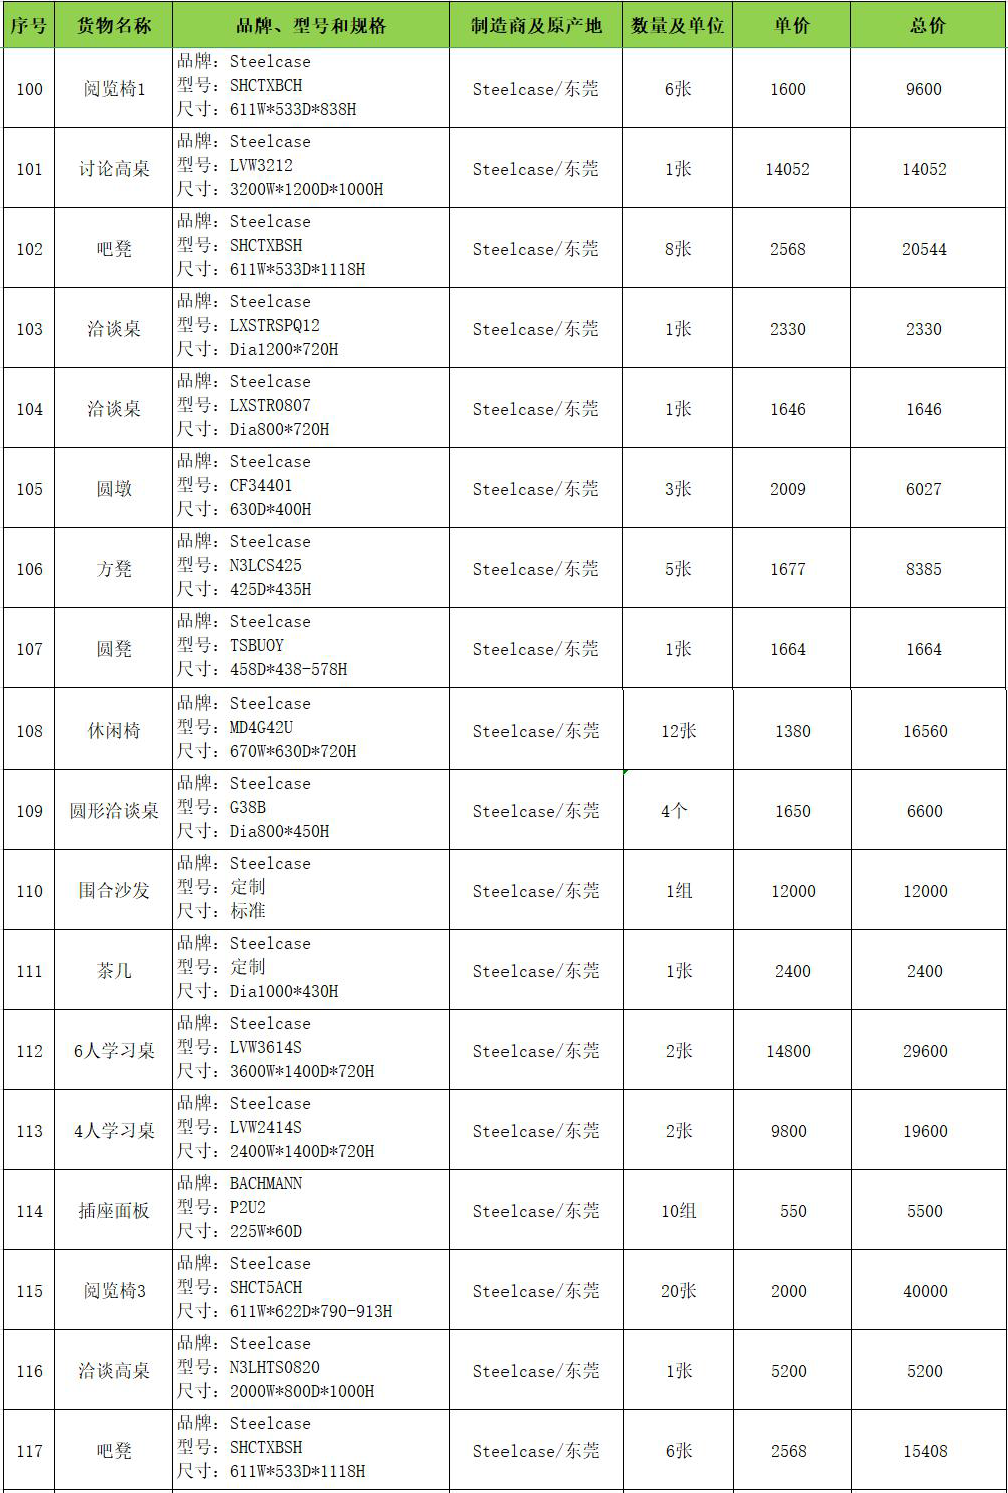 序号 货物名称 品牌、型号和规格 制造商及原产地 数量及单位 单价 总价
品牌：Steelcase
100 阅览椅1 型号：SHCTXBCH Steelcase/东莞 6张 1600 9600
尺寸：611W*533D*838H
品牌：Steelcase
101 讨论高桌 型号：LVW3212 Steelcase/东莞 1张 14052 14052
尺寸：3200W*1200D*1000H
品牌：Steelcase
102 吧凳 型号：SHCTXBSH Steelcase/东莞 8张 2568 20544
尺寸：611W*533D*1118H
品牌：Steelcase
103 洽谈桌 型号：LXSTRSPQ12 Steelcase/东莞 1张 2330 2330
尺寸：Dia1200*720H
品牌：Steelcase
104 洽谈桌 型号：LXSTR0807 Steelcase/东莞 1张 1646 1646
尺寸：Dia800*720H
品牌：Steelcase
105 圆墩 型号：CF34401 Steelcase/东莞 3张 2009 6027
尺寸：630D*400H
品牌：Steelcase
106 方凳 型号：N3LCS425 Steelcase/东莞 5张 1677 8385
尺寸：425D*435H
品牌：Steelcase
107 圆凳 型号：TSBUOY Steelcase/东莞 1张 1664 1664
尺寸：458D*438-578H
品牌：Steelcase
108 休闲椅 型号：MD4G42U Steelcase/东莞 12张 1380 16560
尺寸：670W*630D*720H
品牌：Steelcase
109 圆形洽谈桌 型号：G38B Steelcase/东莞 4个 1650 6600
尺寸：Dia800*450H
品牌：Steelcase
110 围合沙发 型号：定制 Steelcase/东莞 1组 12000 12000
尺寸：标准
品牌：Steelcase
111 茶几 型号：定制 Steelcase/东莞 1张 2400 2400
尺寸：Dia1000*430H
品牌：Steelcase
112 6人学习桌 型号：LVW3614S Steelcase/东莞 2张 14800 29600
尺寸：3600W*1400D*720H
品牌：Steelcase
113 4人学习桌 型号：LVW2414S Steelcase/东莞 2张 9800 19600
尺寸：2400W*1400D*720H
品牌：BACHMANN
114 插座面板 型号：P2U2 Steelcase/东莞 10组 550 5500
尺寸：225W*60D
品牌：Steelcase
115 阅览椅3 型号：SHCT5ACH Steelcase/东莞 20张 2000 40000
尺寸：611W*622D*790-913H
品牌：Steelcase
116 洽谈高桌 型号：N3LHTS0820 Steelcase/东莞 1张 5200 5200
尺寸：2000W*800D*1000H
品牌：Steelcase
117 吧凳 型号：SHCTXBSH Steelcase/东莞 6张 2568 15408
尺寸：611W*533D*1118H